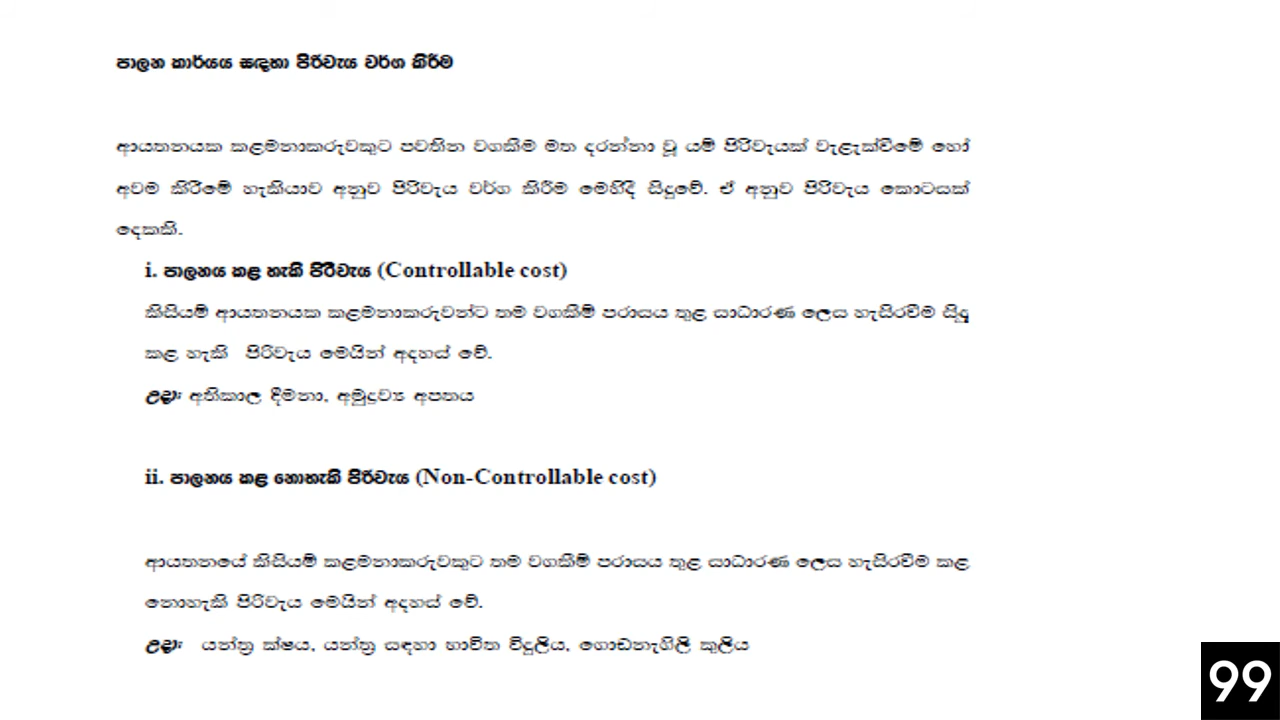 පාලන කාර්යය සඳහා පිරිවැය වර්ග කිරීම
ආයතනයක කළමනාකරුවකුට පවතින වගකීම මත දරන්නා වූ යම් පිරිවැයක් වැළැක්වීමේ හෝ
අවම කිරීමේ හැකියාව අනුව පිරිවැය වර්ග කිරීම මෙහිදී සිදුවේ. ඒ අනුව පිරිවැය කොටසක්
දෙකකි.
i. පාලනය කළ හැකි පිරිවැය (Controllable cost)
කිසියම් ආයතනයක කළමනාකරුවන්ට තම වගකීම් පරාසය තුළ සාධාරණ ලෙස හැසිරවීම සිදු
කළ හැකි පිරිවැය මෙයින් අදහස් වේ.
උදා: අතිකාල දීමනා, අමුද්‍රව්‍ය අපතය
ii. පාලනය කළ නොහැකි පිරිවැය (Non-Controllable cost)
ආයතනයේ කිසියම් කළමනාකරුවකුට තම වගකීම් පරාසය තුළ සාධාරණ ලෙස හැසිරවීම කළ
නොහැකි පිරිවැය මෙයින් අදහස් වේ.
උදා: යන්ත්‍ර ක්ෂය, යන්ත්‍ර සඳහා භාවිත විදුලිය, ගොඩනැගිලි කුලිය
99